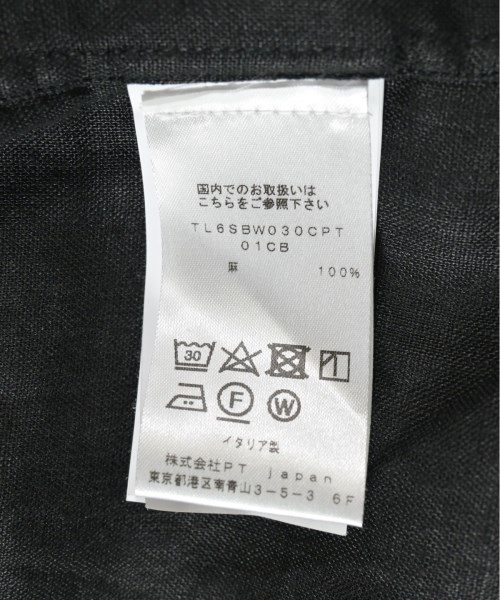 国内でのお取扱いは
こちらをご参照下さい
TL6SBW030CPT
01CB
麻 100%
30
F W
イタリア製
株式会社PT japan
東京都港区南青山3-5-3 6F